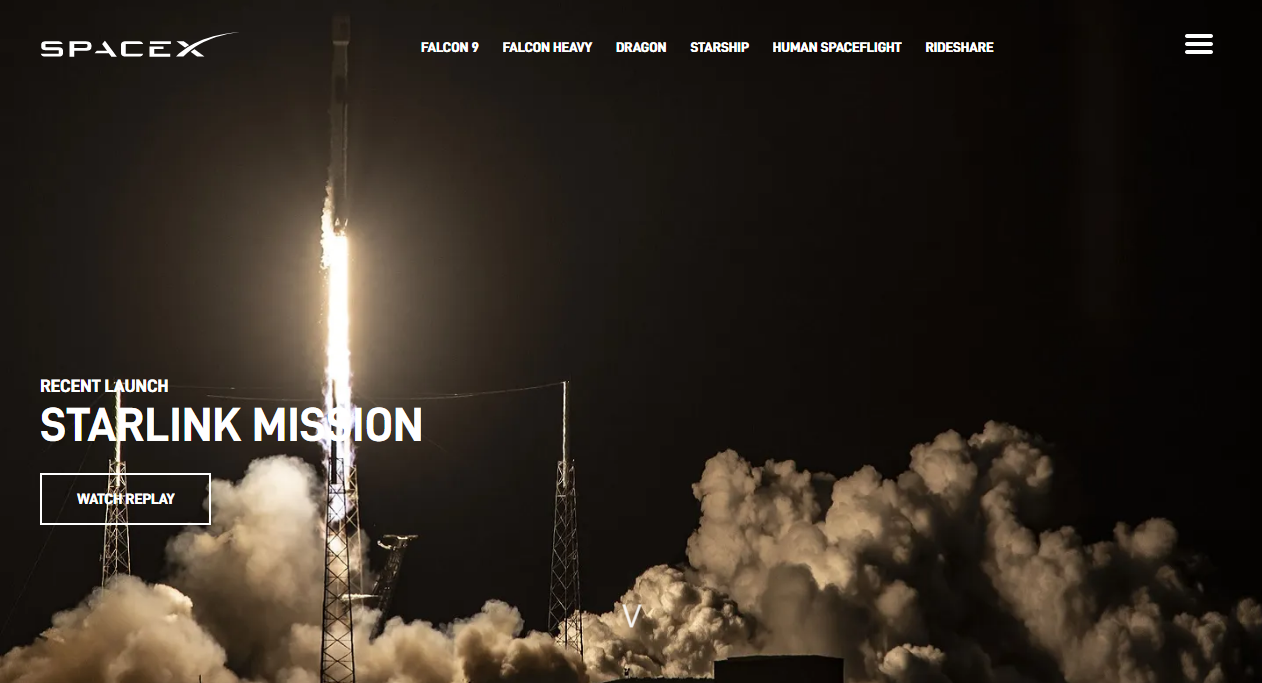 SPACEX
FALCON 9 FALCON HEAVY DRAGON STARSHIP HUMAN SPACEFLIGHT RIDESHARE
RECENT LAUNCH
STARLINK MISSION
WATCH REPLAY